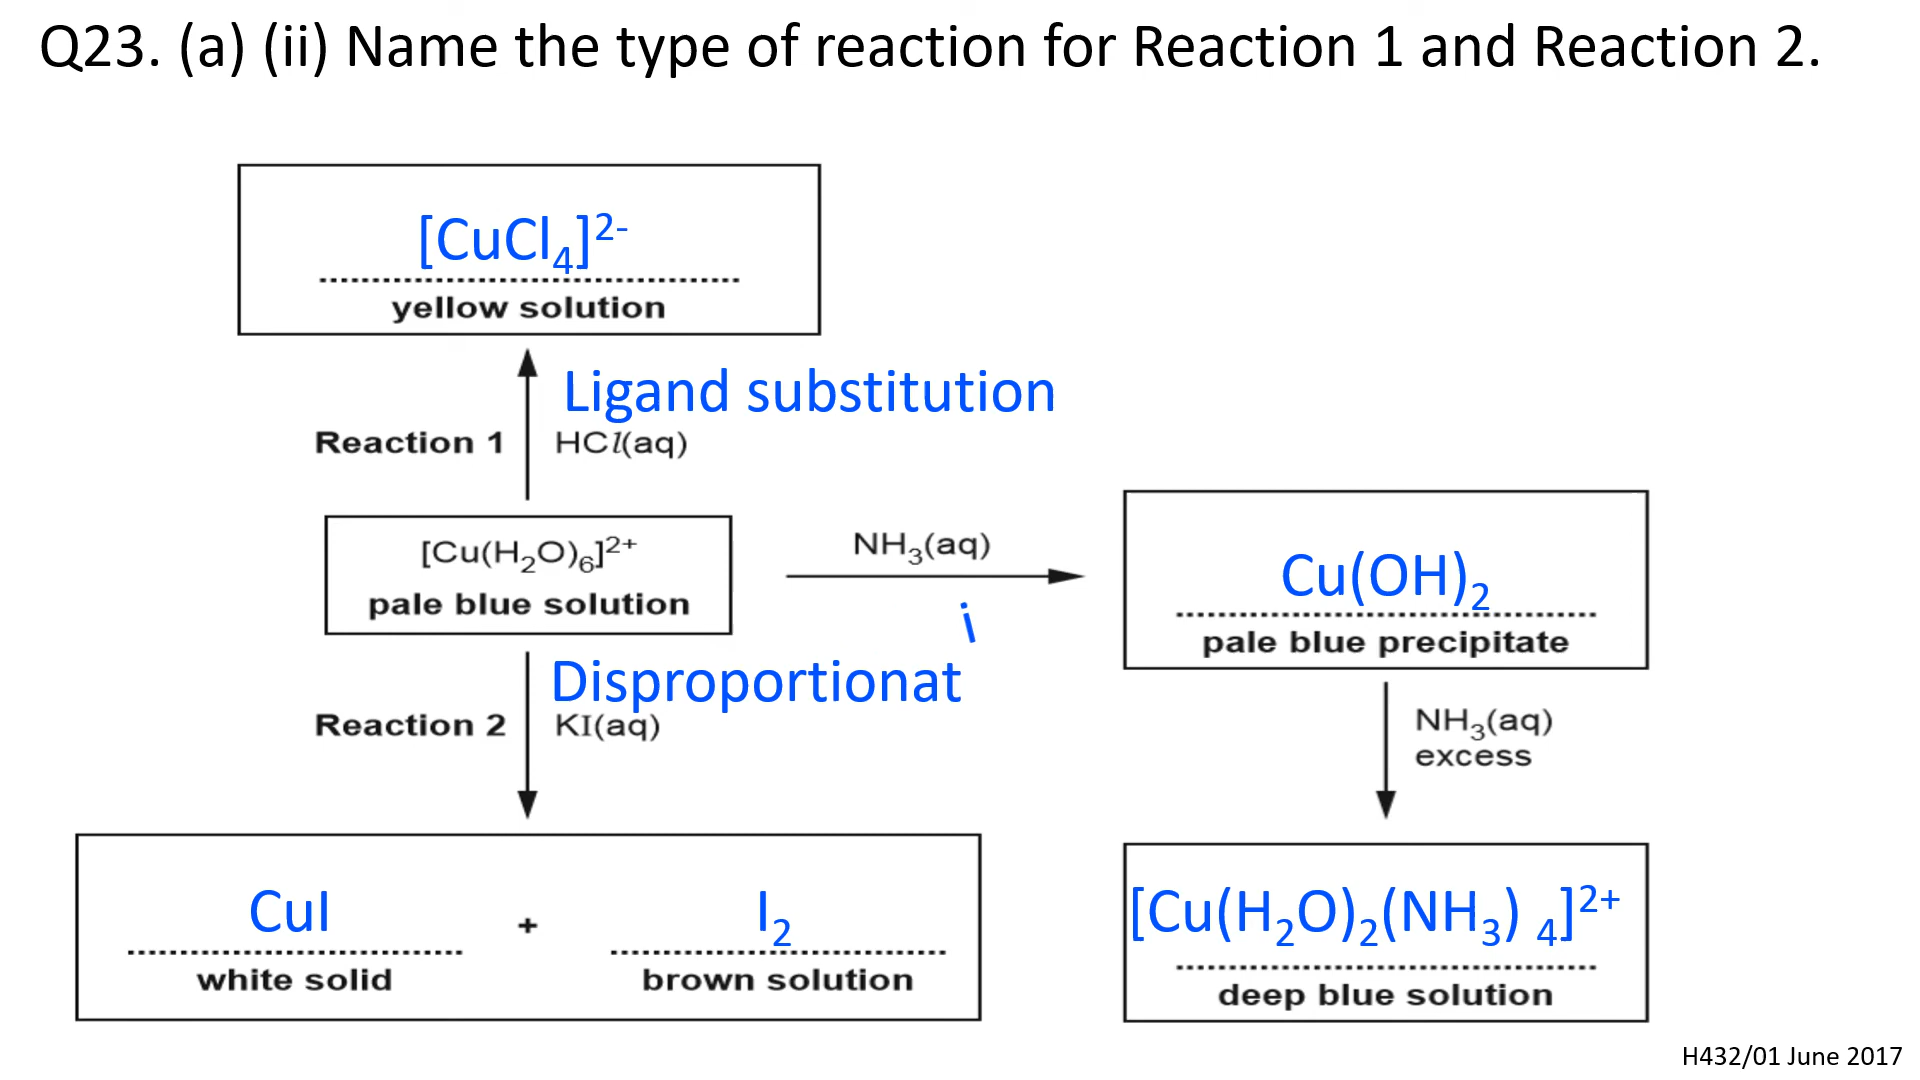 Q23. (a) (ii) Name the type of reaction for Reaction 1 and Reaction 2.
[CuCl₄]²⁻
yellow solution
Ligand substitution
Reaction 1 HCl(aq)
[Cu(H₂O)₆]²⁺
pale blue solution
NH₃(aq)
i
Cu(OH)₂
pale blue precipitate
Disproportionat
Reaction 2 KI(aq)
NH₃(aq)
excess
CuI + I₂
white solid brown solution
[Cu(H₂O)₂(NH₃) ₄]²⁺
deep blue solution
H432/01 June 2017